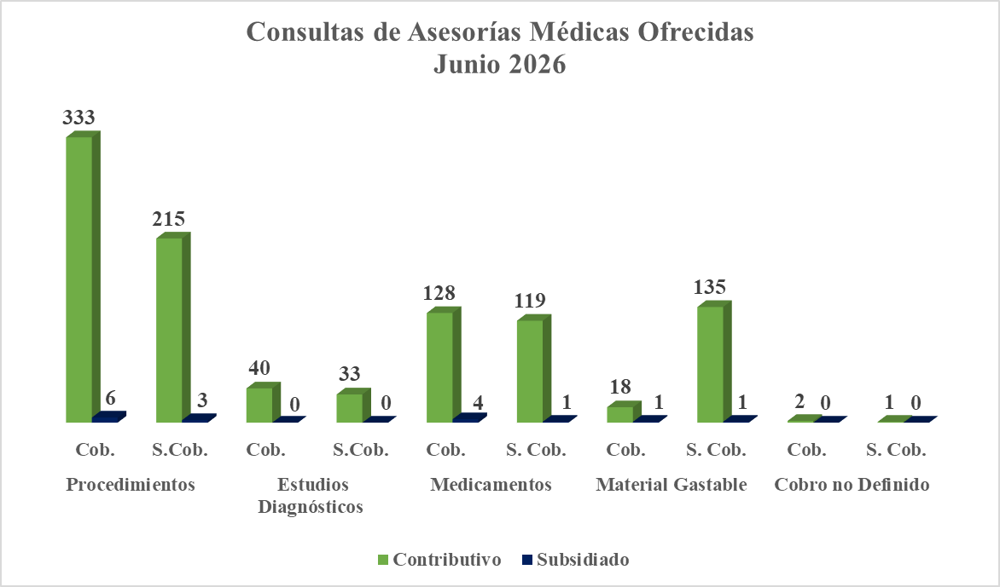 Consultas de Asesorías Médicas Ofrecidas
Junio 2026
333
6
215
3
40
0
33
0
128
4
119
1
18
1
135
1
2
0
1
0
Cob.
S.Cob.
Cob.
S.Cob.
Cob.
S. Cob.
Cob.
S. Cob.
Cob.
S. Cob.
Procedimientos
Estudios
Diagnósticos
Medicamentos
Material Gastable
Cobro no Definido
Contributivo
Subsidiado